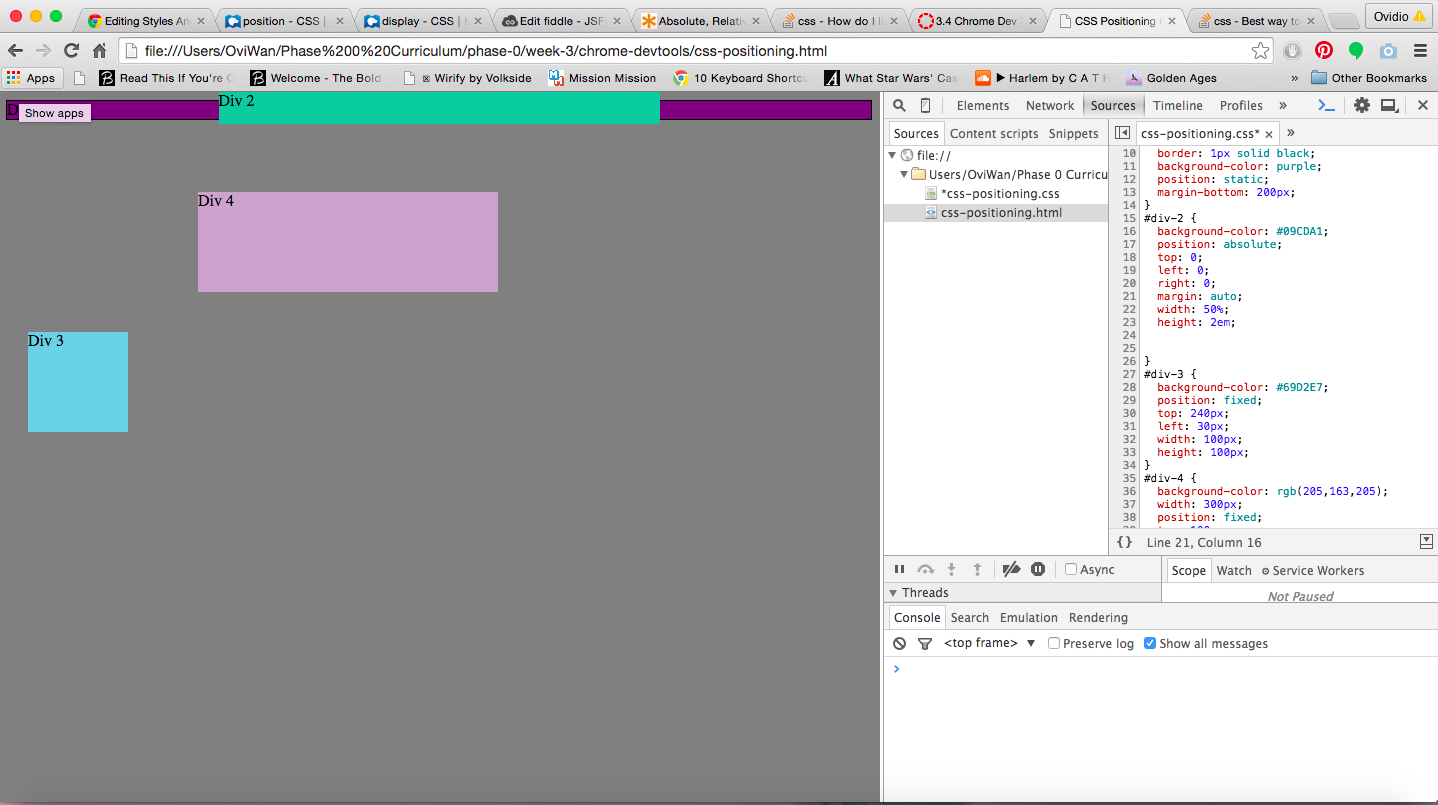 Editing Styles An
position - CSS |
display - CSS |
Edit fiddle - JSF
Absolute, Relati
css - How do I
3.4 Chrome Dev
CSS Positioning
css - Best way to
Ovidio
file:///Users/OviWan/Phase%200%20Curriculum/phase-0/week-3/chrome-devtools/css-positioning.html
Apps
Read This If You're
Welcome - The Bold
Wirify by Volkside
Mission Mission
10 Keyboard Shortcu
What Star Wars' Cas
▶ Harlem by C A T H
Golden Ages
»
Other Bookmarks
D
Show apps
Div 2
Div 4
Div 3
Elements Network Sources Timeline Profiles »
Sources Content scripts Snippets
css-positioning.css* × »
▼ file://
▼ Users/OviWan/Phase 0 Curricu
*css-positioning.css
css-positioning.html
10 border: 1px solid black;
11 background-color: purple;
12 position: static;
13 margin-bottom: 200px;
14 }
15 #div-2 {
16 background-color: #09CDA1;
17 position: absolute;
18 top: 0;
19 left: 0;
20 right: 0;
21 margin: auto;
22 width: 50%;
23 height: 2em;
24
25
26 }
27 #div-3 {
28 background-color: #69D2E7;
29 position: fixed;
30 top: 240px;
31 left: 30px;
32 width: 100px;
33 height: 100px;
34 }
35 #div-4 {
36 background-color: rgb(205,163,205);
37 width: 300px;
38 position: fixed;
{} Line 21, Column 16
Async
Scope Watch Service Workers
▼ Threads
Not Paused
Console Search Emulation Rendering
<top frame> ▼ Preserve log Show all messages
>